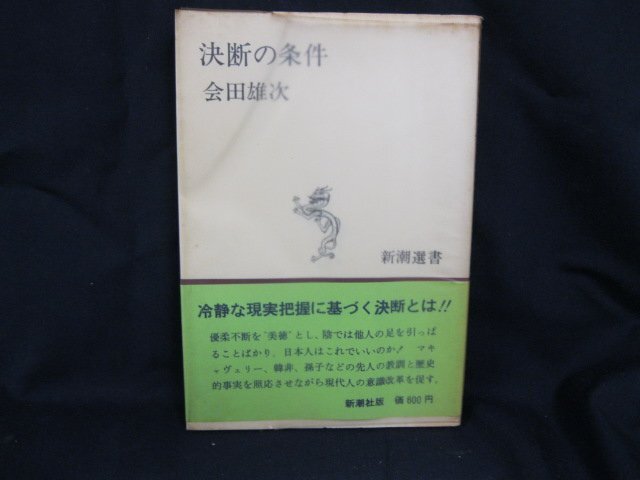 決断の条件
会田雄次
新潮選書
冷静な現実把握に基づく決断とは!!
優柔不断を〝美徳〟とし、陰では他人の足を引っぱ
ることばかり。日本人はこれでいいのか! マキ
ャヴェリー、韓非、孫子などの先人の教訓と歴史
的事実を照応させながら現代人の意識改革を促す。
新潮社版 価600円